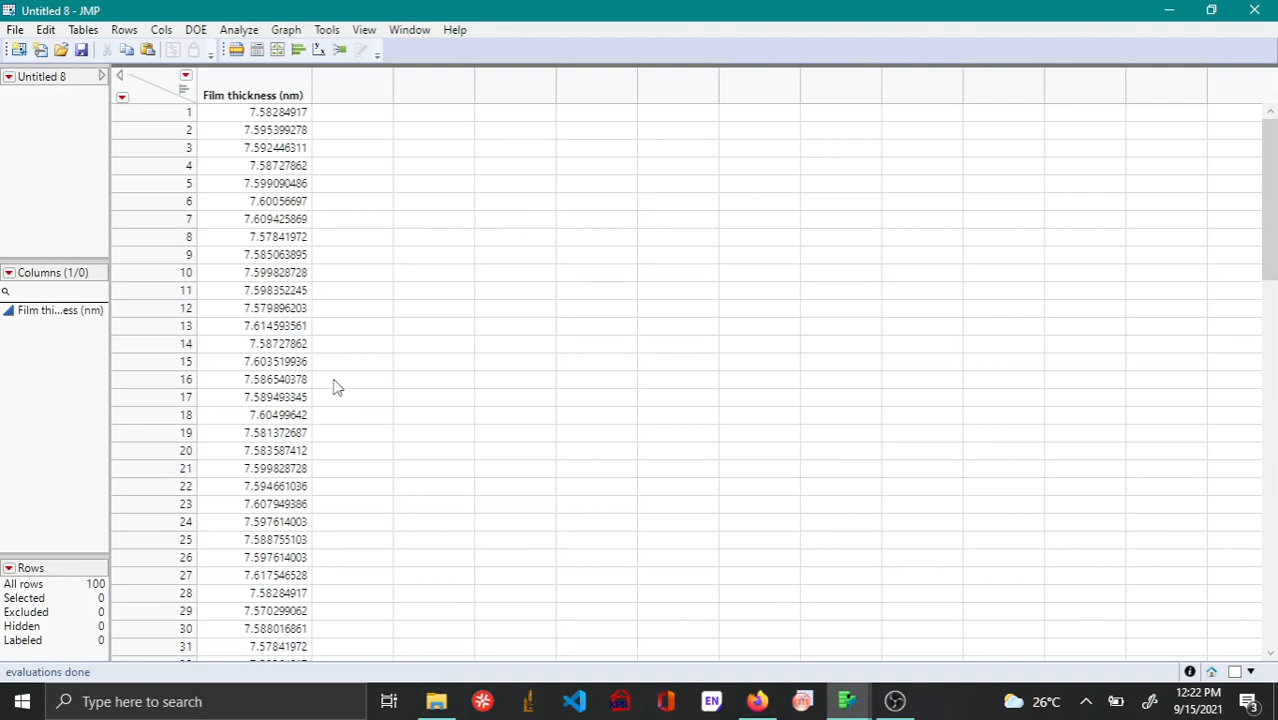 Untitled 8 - JMP
File Edit Tables Rows Cols DOE Analyze Graph Tools View Window Help
Untitled 8
Film thickness (nm)
1 7.58284917
2 7.595399278
3 7.592446311
4 7.58727862
5 7.599090486
6 7.60056697
7 7.609425869
8 7.57841972
9 7.585063895
Columns (1/0) 10 7.599828728
11 7.598352245
Film thi...ess (nm) 12 7.579896203
13 7.614593561
14 7.58727862
15 7.603519936
16 7.586540378
17 7.589493345
18 7.60499642
19 7.581372687
20 7.583587412
21 7.599828728
22 7.594661036
23 7.607949386
24 7.597614003
25 7.588755103
26 7.597614003
Rows 27 7.617546528
All rows 100 28 7.58284917
Selected 0
Excluded 0 29 7.570299062
Hidden 0 30 7.588016861
Labeled 0 31 7.57841972
evaluations done
Type here to search
EN
26°C
12:22 PM
9/15/2021
3